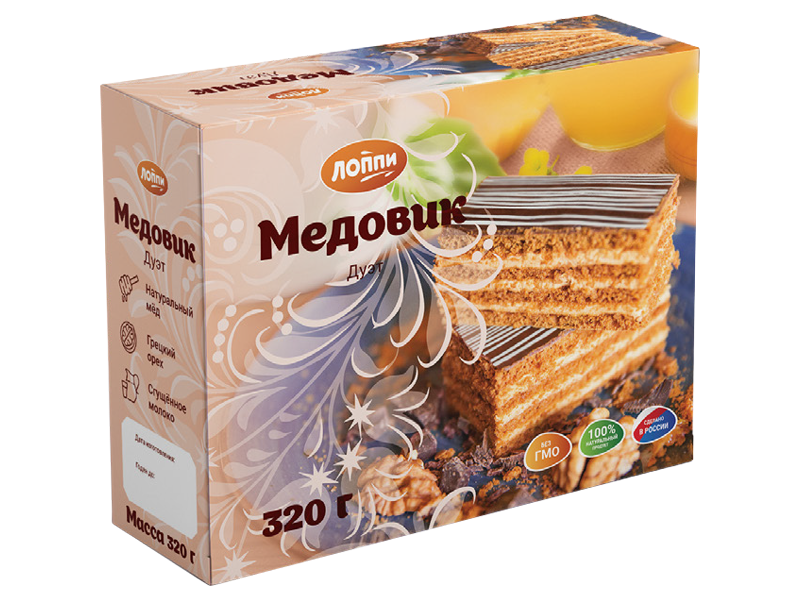 Медовик
Дуэт
ЛОППИ
ЛОППИ
Медовик
Дуэт
320 г
БЕЗ
ГМО
100%
НАТУРАЛЬНЫЙ
ПРОДУКТ
СДЕЛАНО
В РОССИИ
ЛОППИ
Медовик
Дуэт
Натуральный
мёд
Грецкий
орех
Сгущённое
молоко
Дата изготовления:
Годен до:
Масса 320 г